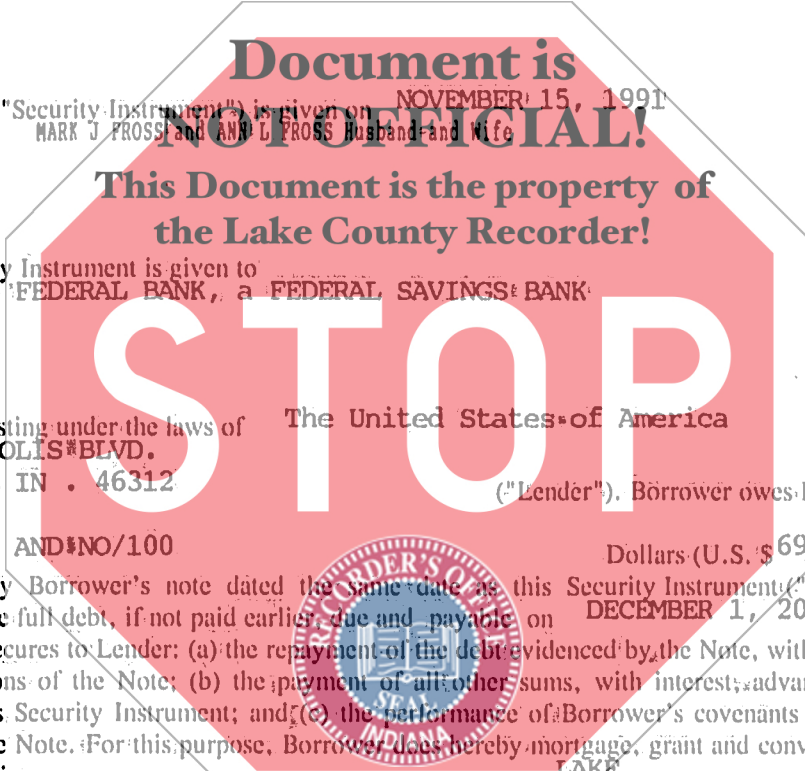 Document is
"Security Instrument") is given on NOVEMBER 15, 1991
MARK J FROSS and ANN L FROSS Husband and Wife
NOT OFFICIAL!
This Document is the property of
the Lake County Recorder!
y Instrument is given to
FEDERAL BANK, a FEDERAL SAVINGS BANK
STOP
sting under the laws of The United States of America
OLIS BLVD.
IN . 46312
("Lender"). Borrower owes
AND NO/100
Dollars (U.S. $ 69
y Borrower's note dated the same date as this Security Instrument ("
e full debt, if not paid earlier, due and payable on DECEMBER 1, 20
cures to Lender: (a) the repayment of the debt evidenced by the Note, with
ns of the Note; (b) the payment of all other sums, with interest, advan
s Security Instrument; and (c) the performance of Borrower's covenants
e Note. For this purpose, Borrower does hereby mortgage, grant and conv
LAKE
RECORDER'S OFFICE
SEAL
INDIANA